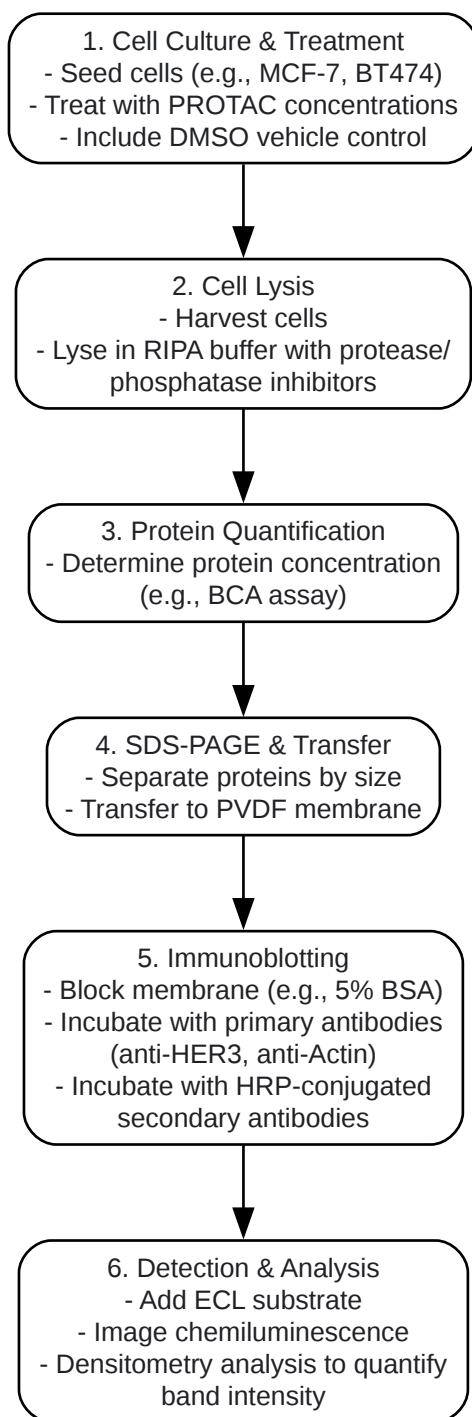 1. Cell Culture & Treatment
- Seed cells (e.g., MCF-7, BT474)
- Treat with PROTAC concentrations
- Include DMSO vehicle control
2. Cell Lysis
- Harvest cells
- Lyse in RIPA buffer with protease/
phosphatase inhibitors
3. Protein Quantification
- Determine protein concentration
(e.g., BCA assay)
4. SDS-PAGE & Transfer
- Separate proteins by size
- Transfer to PVDF membrane
5. Immunoblotting
- Block membrane (e.g., 5% BSA)
- Incubate with primary antibodies
(anti-HER3, anti-Actin)
- Incubate with HRP-conjugated
secondary antibodies
6. Detection & Analysis
- Add ECL substrate
- Image chemiluminescence
- Densitometry analysis to quantify
band intensity